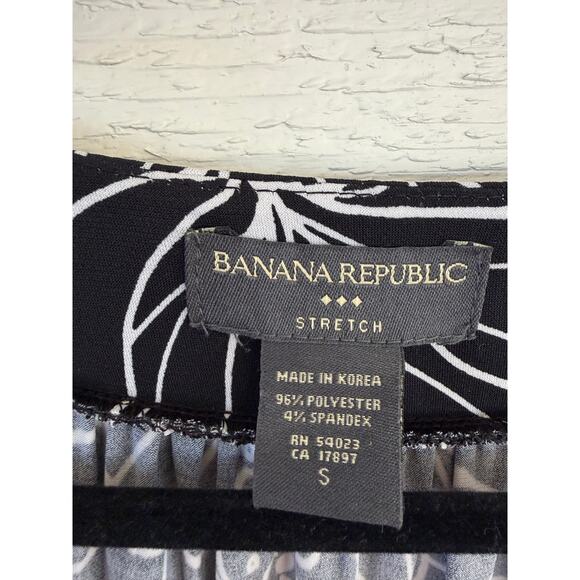 BANANA REPUBLIC
STRETCH
MADE IN KOREA
96% POLYESTER
4% SPANDEX
RN 54023
CA 17897
S